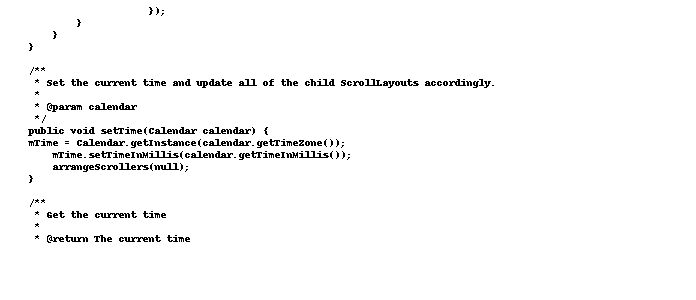 });
        }
    }
}

/**
 * Set the current time and update all of the child ScrollLayouts accordingly.
 *
 * @param calendar
 */
public void setTime(Calendar calendar) {
mTime = Calendar.getInstance(calendar.getTimeZone());
    mTime.setTimeInMillis(calendar.getTimeInMillis());
    arrangeScrollers(null);
}

/**
 * Get the current time
 *
 * @return The current time